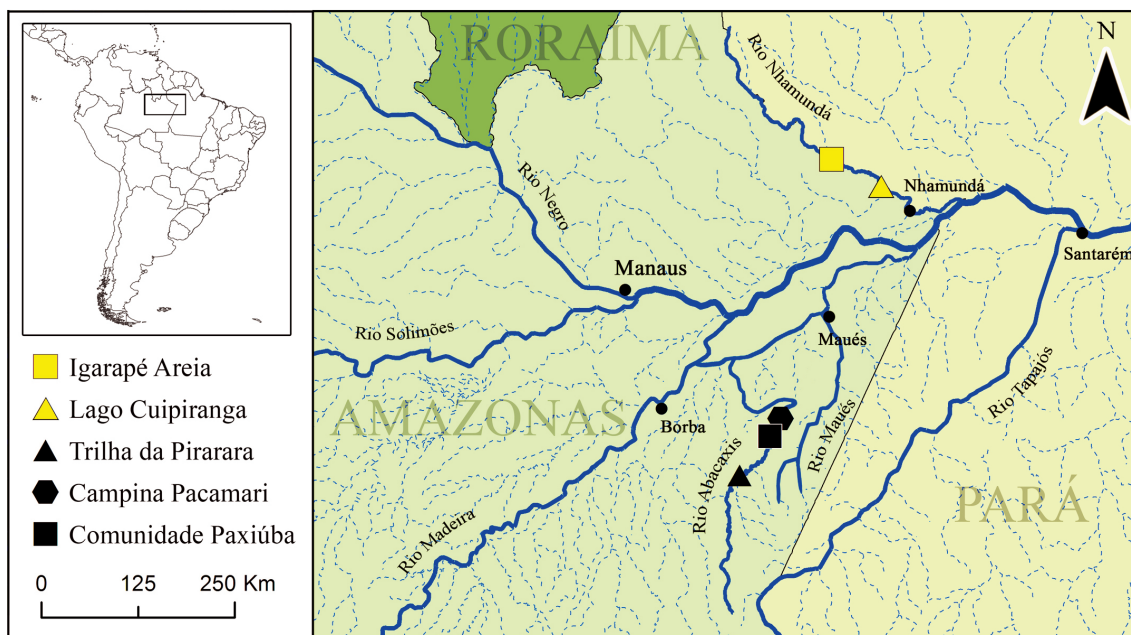 Igarapé Areia
Lago Cuipiranga
Trilha da Pirarara
Campina Pacamari
Comunidade Paxiúba
0 125 250 Km
RORAIMA
N
Rio Nhamundá
Nhamundá
Rio Negro
Santarém
Manaus
Rio Solimões
Maués
Rio Tapajós
AMAZONAS
Borba
Rio Abacaxis
Rio Maués
PARÁ
Rio Madeira